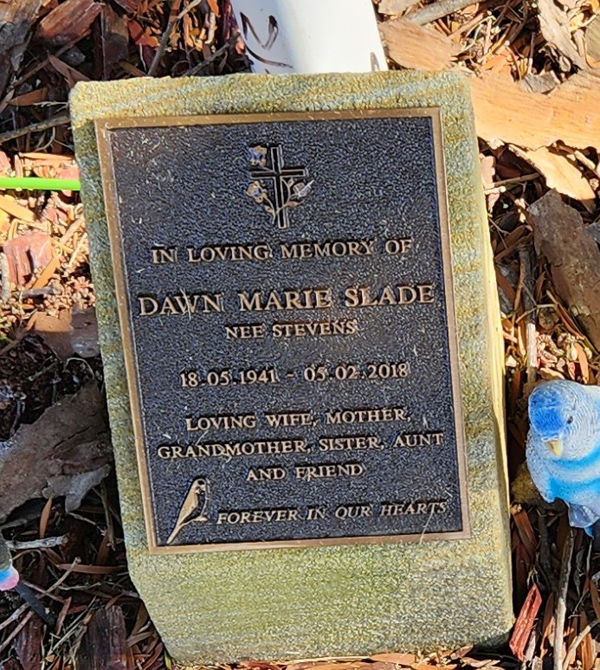 IN LOVING MEMORY OF
DAWN MARIE SLADE
NEE STEVENS
18.05.1941 - 05.02.2018
LOVING WIFE, MOTHER,
GRANDMOTHER, SISTER, AUNT
AND FRIEND
FOREVER IN OUR HEARTS